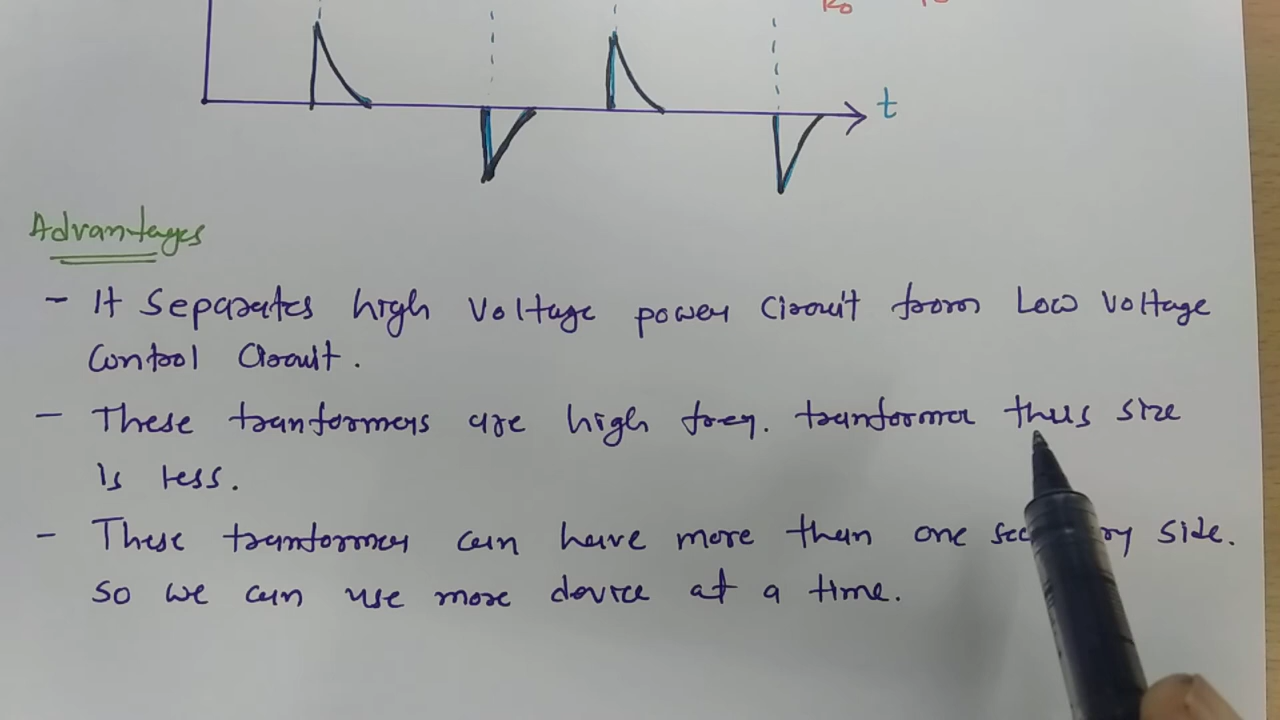 t
Advantages
- It Separates high Voltage power Circuit from Low Voltage
Control Circuit.
- These tranformers are high freq. tranformer thus size
is less.
- These tranformer can have more than one side.
So we can use more device at a time.